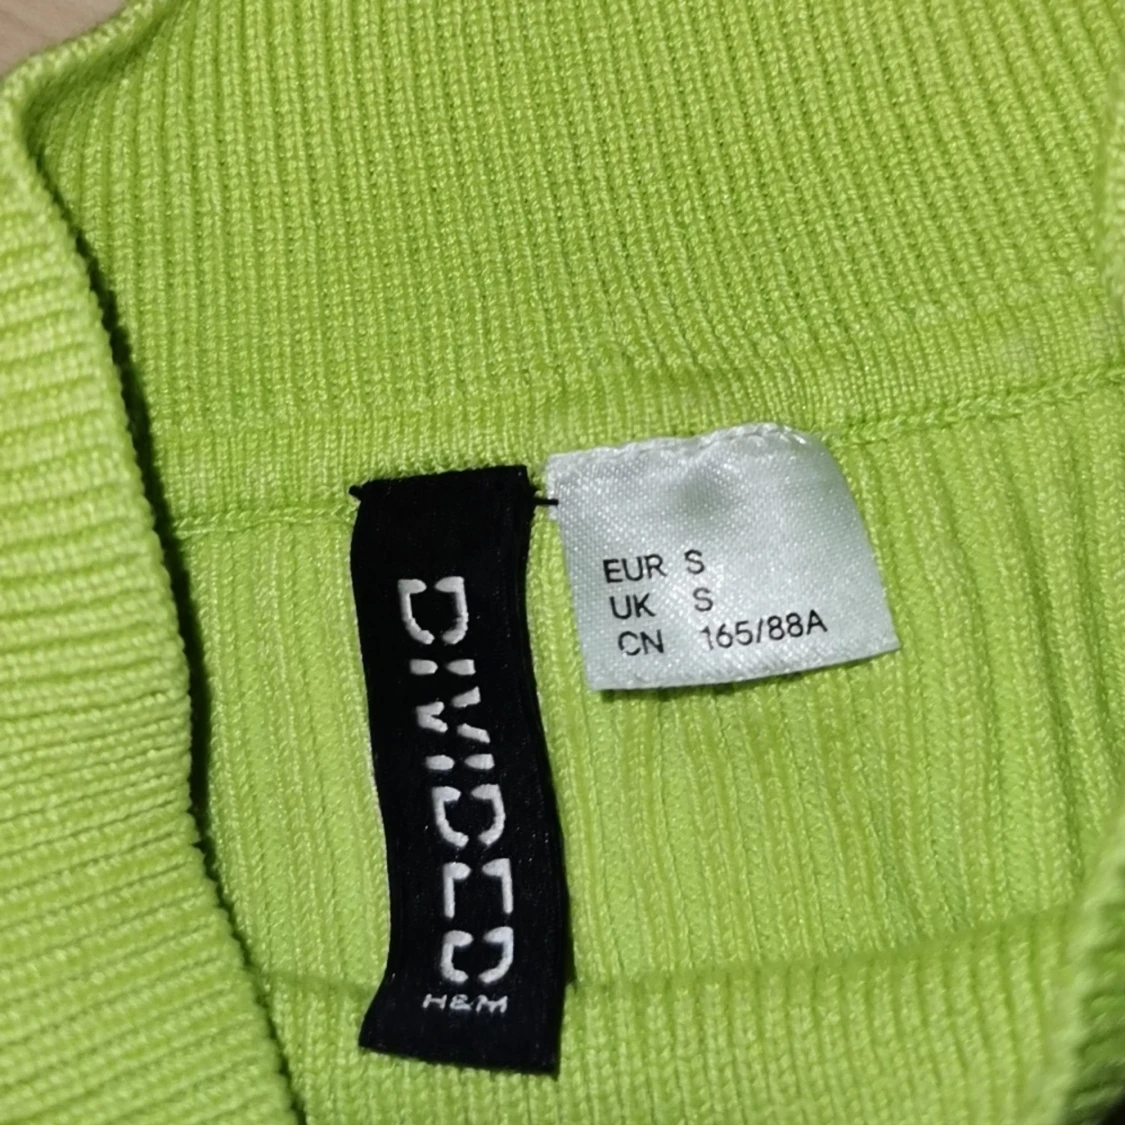 DIVIDED
H&M
EUR S
UK S
CN 165/88A